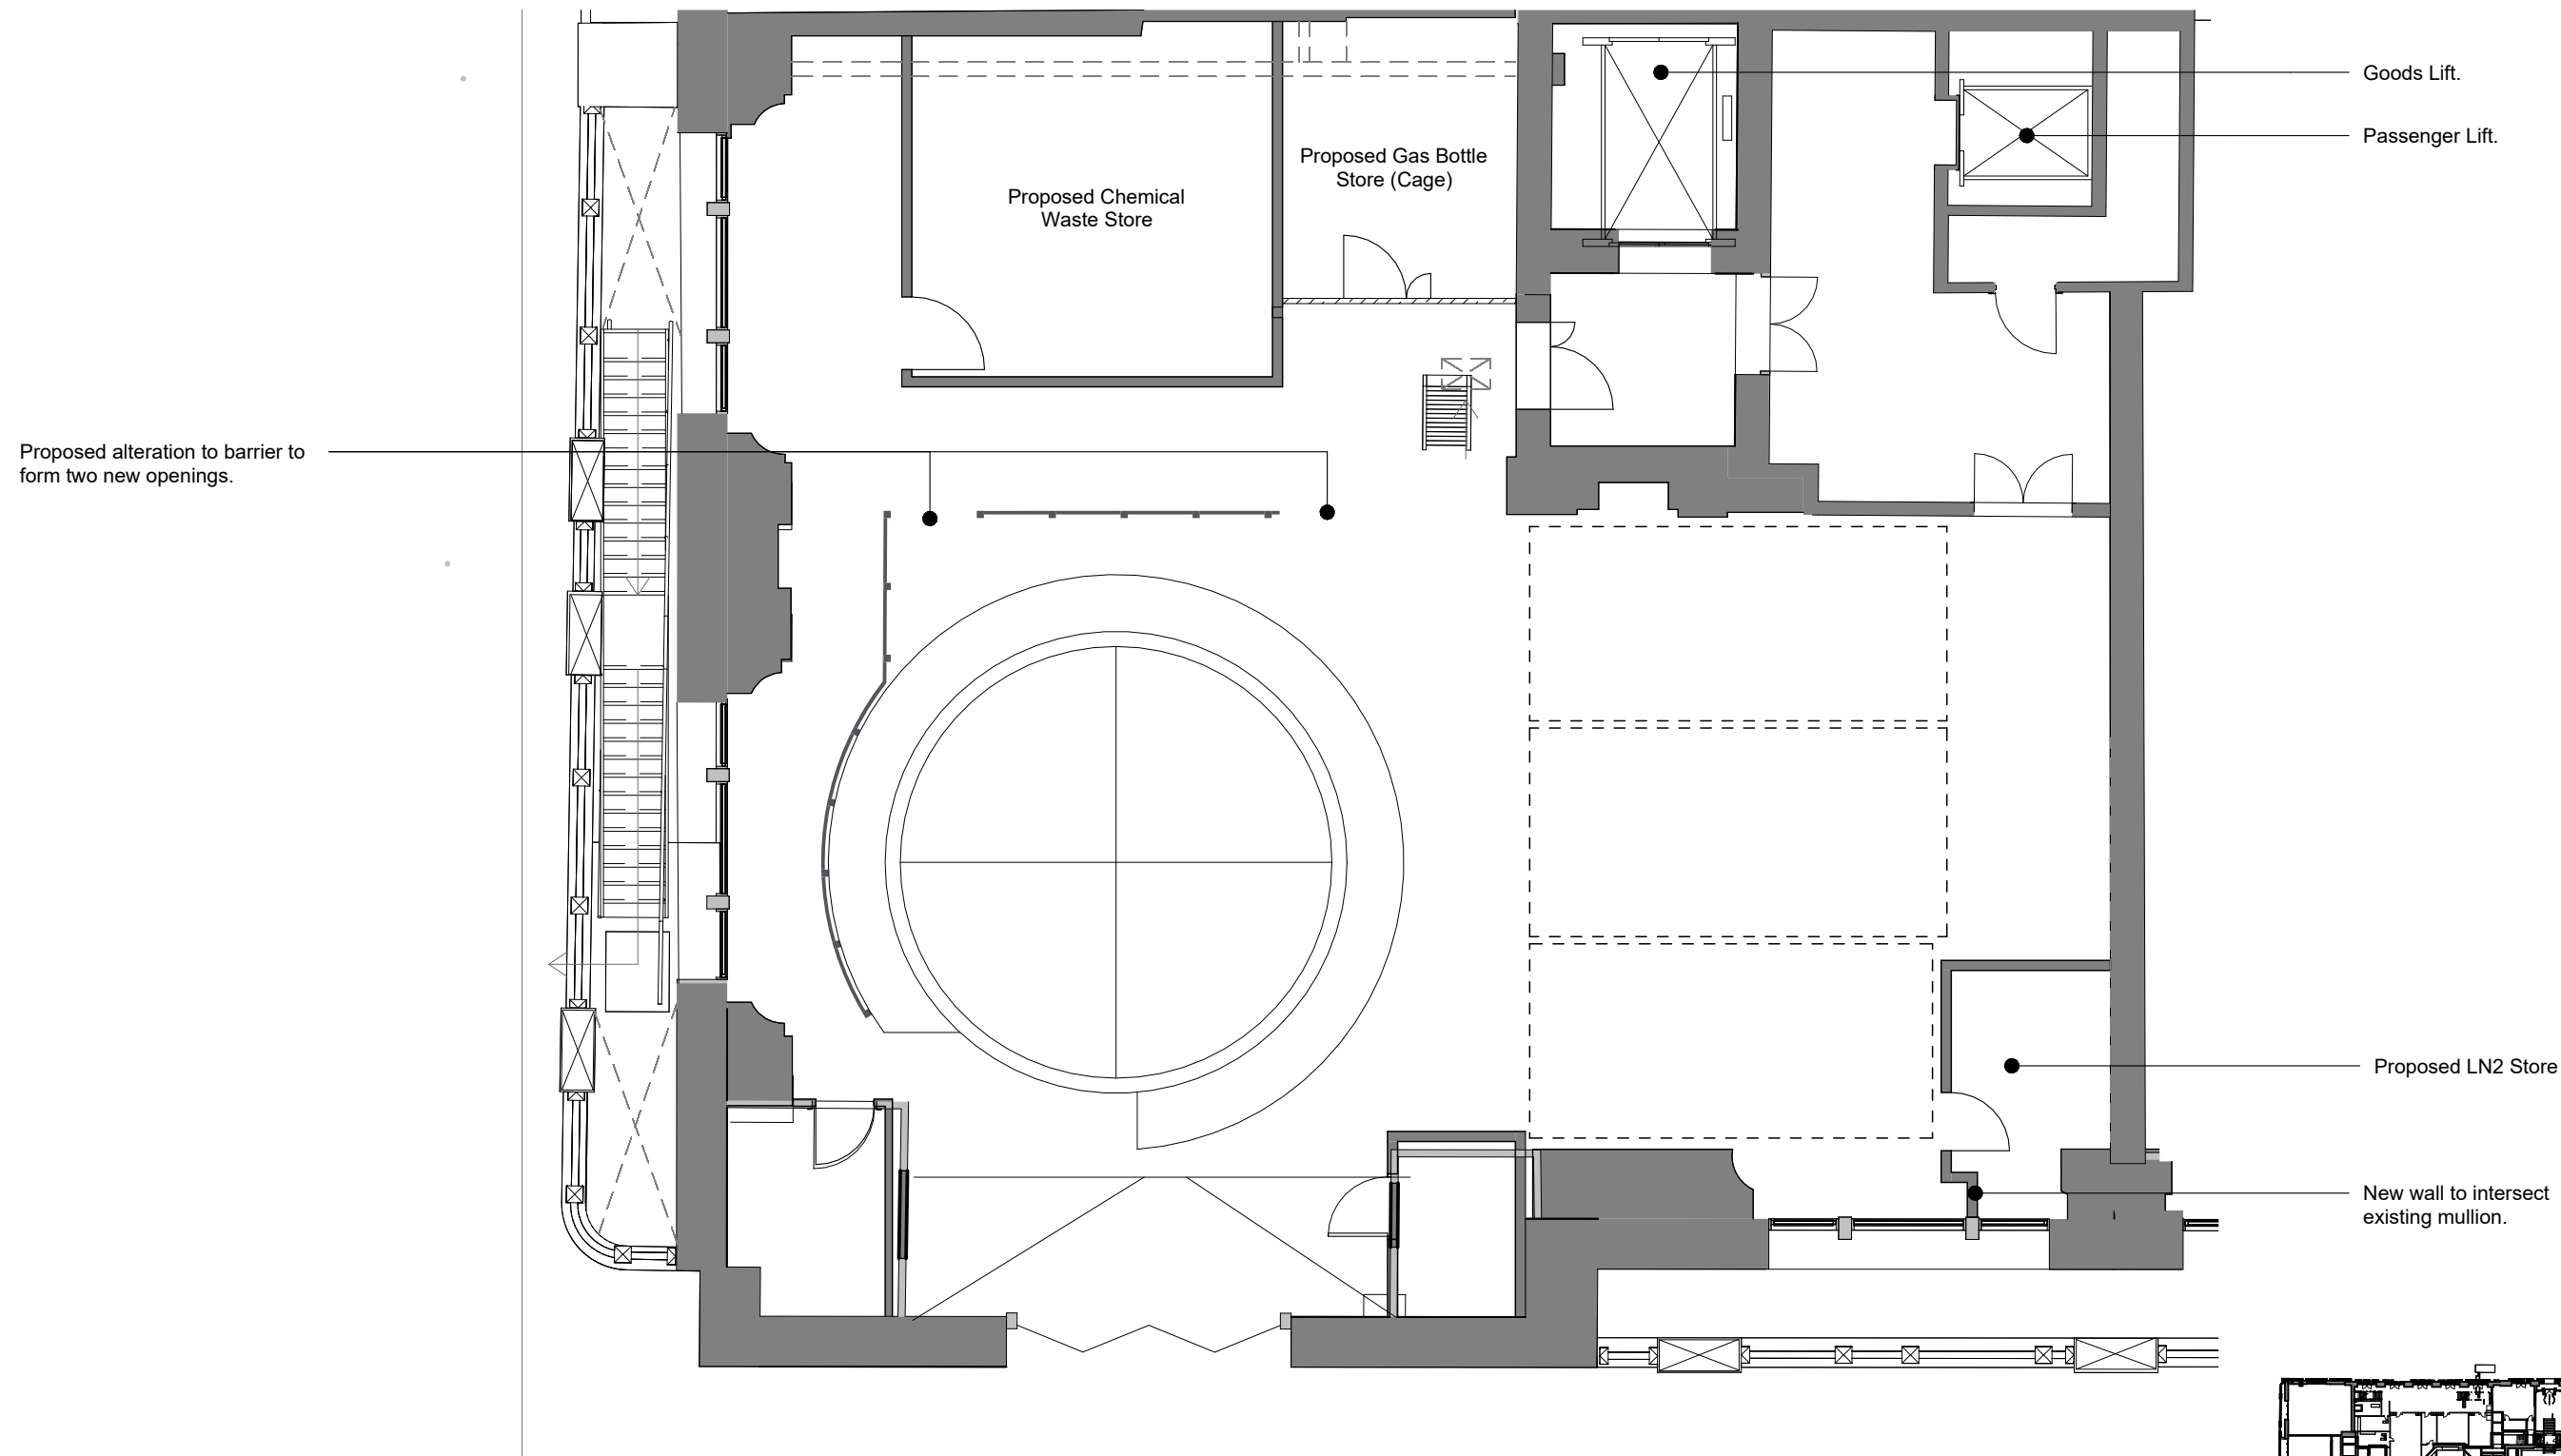 Goods Lift.
Passenger Lift.
Proposed Gas Bottle
Store (Cage)
Proposed Chemical
Waste Store
Proposed alteration to barrier to
form two new openings.
Proposed LN2 Store
New wall to intersect
existing mullion.